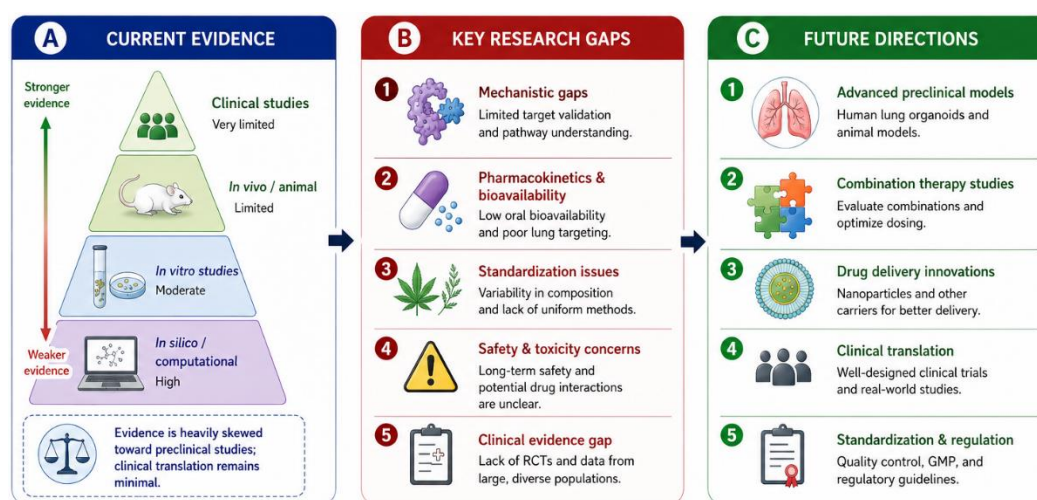 A CURRENT EVIDENCE
Stronger
evidence
Clinical studies
Very limited
In vivo / animal
Limited
In vitro studies
Moderate
In silico /
computational
High
Weaker
evidence
Evidence is heavily skewed
toward preclinical studies;
clinical translation remains
minimal.
B KEY RESEARCH GAPS
1 Mechanistic gaps
Limited target validation
and pathway understanding.
2 Pharmacokinetics &
bioavailability
Low oral bioavailability
and poor lung targeting.
3 Standardization issues
Variability in composition
and lack of uniform methods.
4 Safety & toxicity concerns
Long-term safety and
potential drug interactions
are unclear.
5 Clinical evidence gap
Lack of RCTs and data from
large, diverse populations.
C FUTURE DIRECTIONS
1 Advanced preclinical models
Human lung organoids and
animal models.
2 Combination therapy studies
Evaluate combinations and
optimize dosing.
3 Drug delivery innovations
Nanoparticles and other
carriers for better delivery.
4 Clinical translation
Well-designed clinical trials
and real-world studies.
5 Standardization & regulation
Quality control, GMP, and
regulatory guidelines.